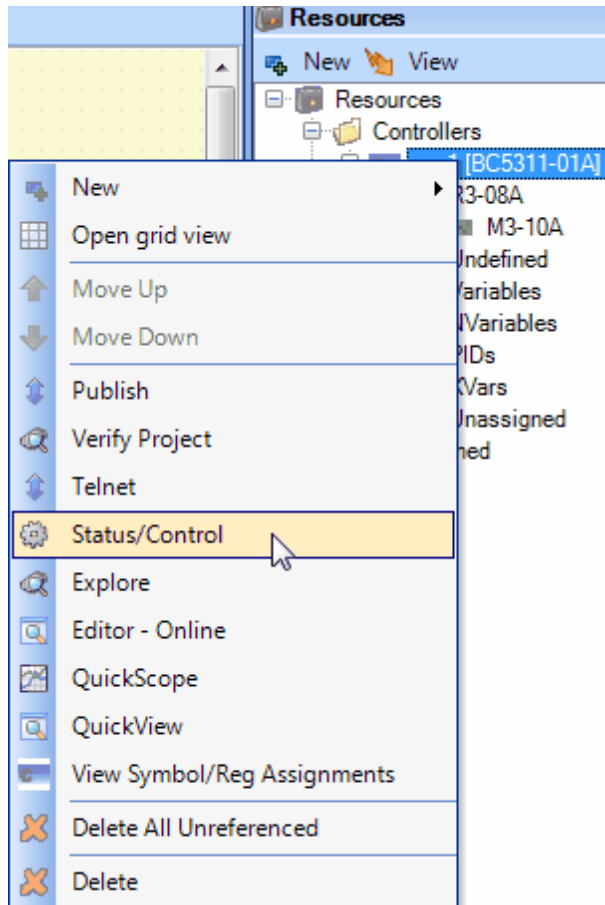 Resources
New View
Resources
Controllers
1 [BC5311-01A]
R3-08A
M3-10A
Undefined
Variables
NVariables
PIDs
XVars
Unassigned
New
Open grid view
Move Up
Move Down
Publish
Verify Project
Telnet
Status/Control
Explore
Editor - Online
QuickScope
QuickView
View Symbol/Reg Assignments
Delete All Unreferenced
Delete